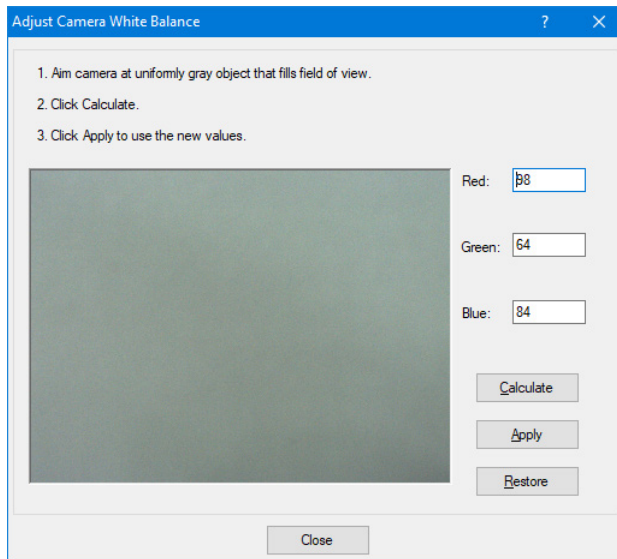 Adjust Camera White Balance ? ×
1. Aim camera at uniformly gray object that fills field of view.
2. Click Calculate.
3. Click Apply to use the new values.
Red: 98
Green: 64
Blue: 84
Calculate
Apply
Restore
Close